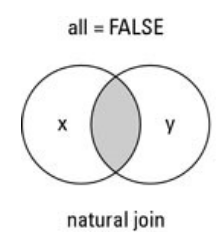 all = FALSE
x y
natural join